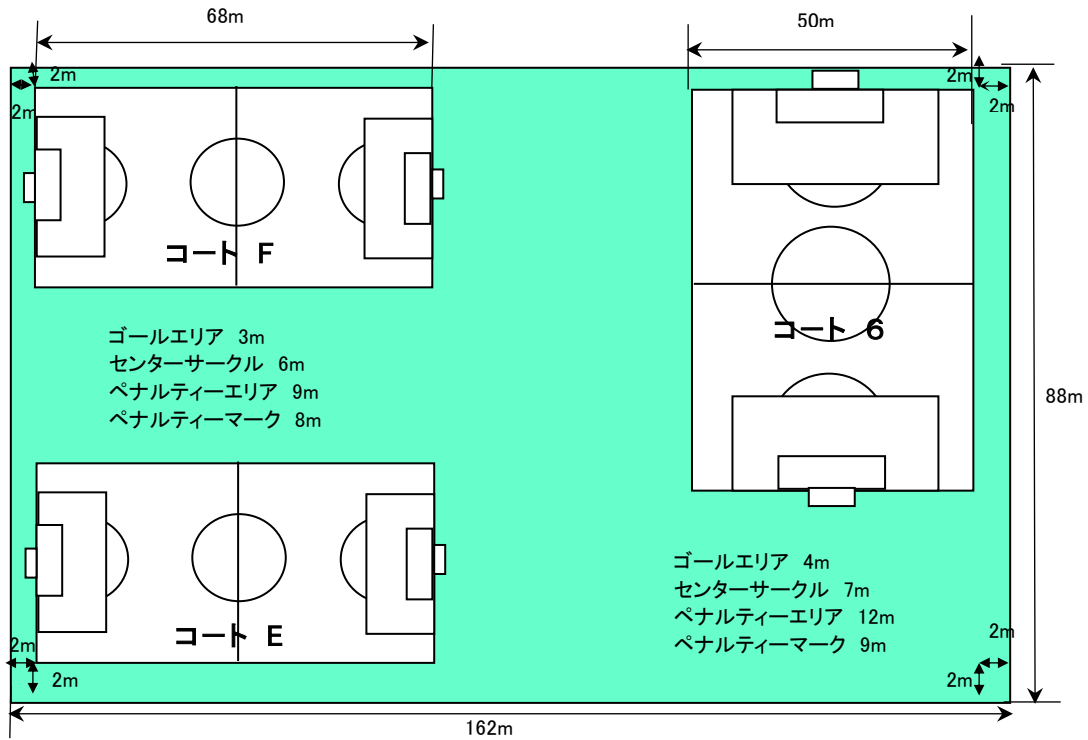 68m
50m
2m
2m
2m
2m
コート F
コート 6
ゴールエリア 3m
センターサークル 6m
ペナルティーエリア 9m
ペナルティーマーク 8m
88m
ゴールエリア 4m
センターサークル 7m
ペナルティーエリア 12m
ペナルティーマーク 9m
コート E
2m
2m
2m
2m
162m